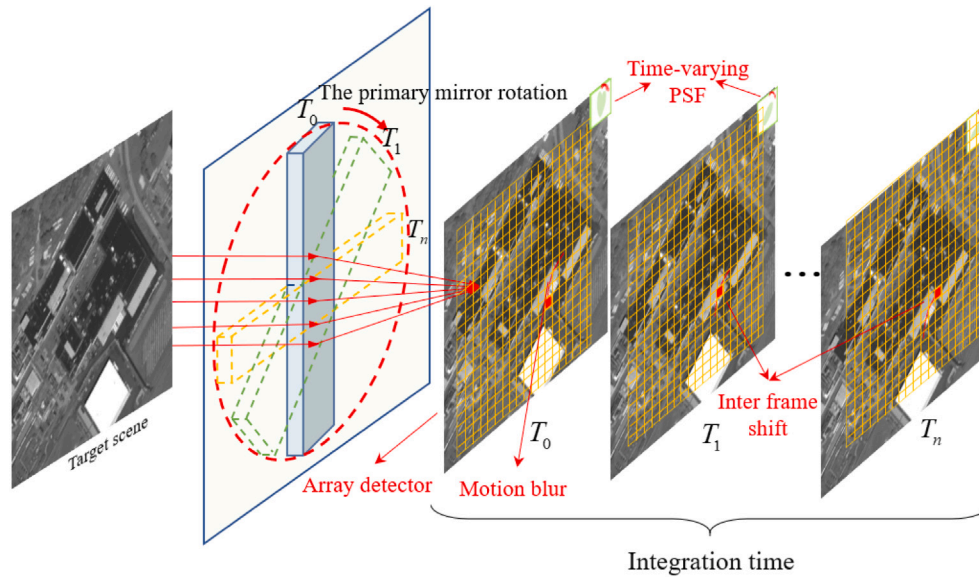 Time-varying
PSF
The primary mirror rotation
T0
T1
Tn
Target scene
Array detector
Motion blur
T0
T1
Inter frame
shift
Tn
...
Integration time